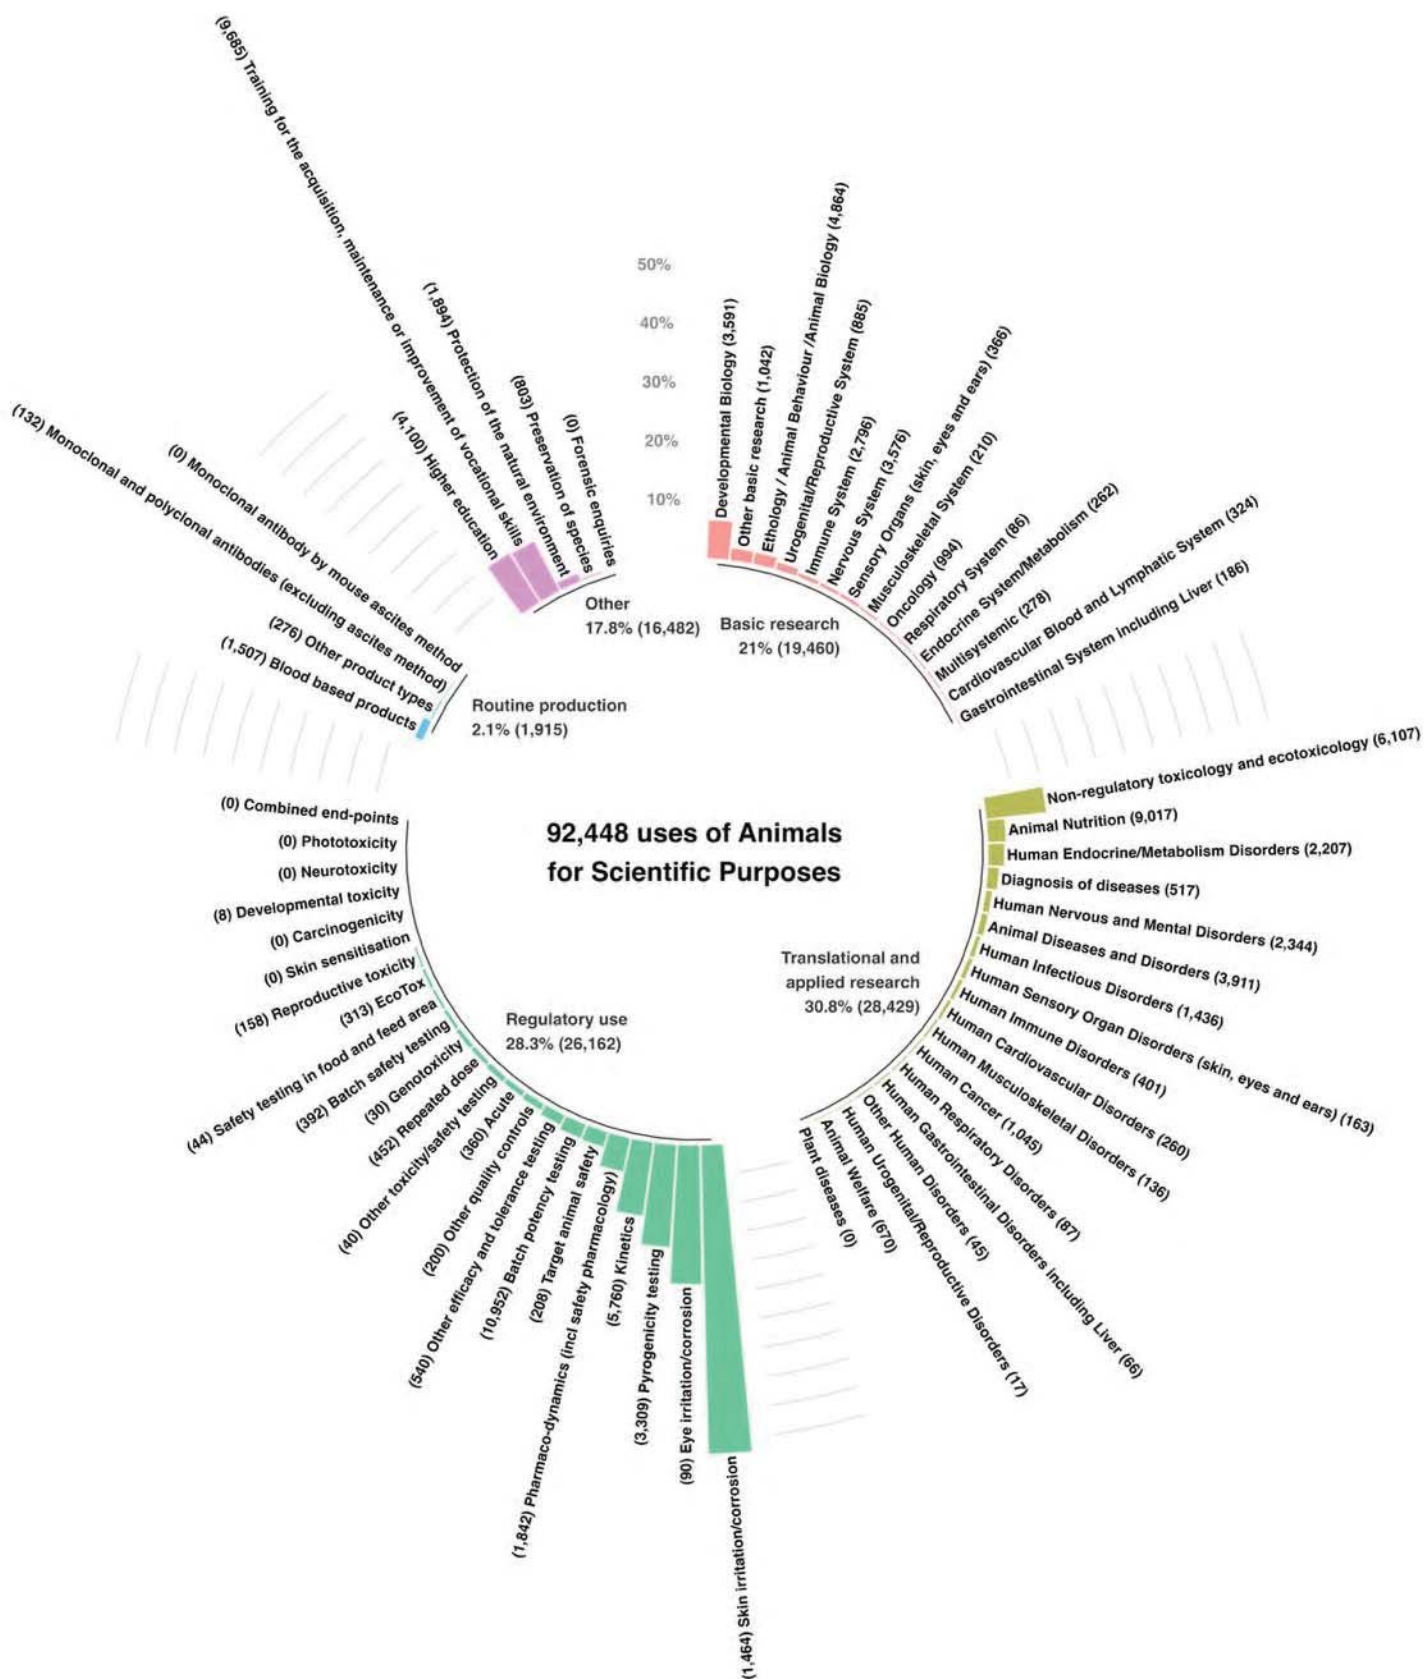 50%
40%
30%
20%
10%
Developmental Biology (3,591)
Other basic research (1,042)
Ethology / Animal Behaviour /Animal Biology (4,864)
Urogenital/Reproductive System (885)
Immune System (2,796)
Nervous System (3,576)
Sensory Organs (skin, eyes and ears) (366)
Musculoskeletal System (210)
Oncology (994)
Respiratory System (86)
Endocrine System/Metabolism (262)
Multisystemic (278)
Cardiovascular Blood and Lymphatic System (324)
Gastrointestinal System including Liver (186)
Basic research
21% (19,460)
Non-regulatory toxicology and ecotoxicology (6,107)
Animal Nutrition (9,017)
Human Endocrine/Metabolism Disorders (2,207)
Diagnosis of diseases (517)
Human Nervous and Mental Disorders (2,344)
Animal Diseases and Disorders (3,911)
Human Infectious Disorders (1,436)
Human Sensory Organ Disorders (skin, eyes and ears) (163)
Human Immune Disorders (401)
Human Cardiovascular Disorders (260)
Human Musculoskeletal Disorders (136)
Human Cancer (1,045)
Human Respiratory Disorders (87)
Human Gastrointestinal Disorders including Liver (66)
Other Human Disorders (45)
Human Urogenital/Reproductive Disorders (17)
Animal Welfare (670)
Plant diseases (0)
Translational and
applied research
30.8% (28,429)
(1,464) Skin irritation/corrosion
(90) Eye irritation/corrosion
(3,309) Pyrogenicity testing
(5,760) Kinetics
(1,842) Pharmaco-dynamics (incl safety pharmacology)
(208) Target animal safety
(10,952) Batch potency testing
(540) Other efficacy and tolerance testing
(200) Other quality controls
(360) Acute
(40) Other toxicity/safety testing
(452) Repeated dose
(30) Genotoxicity
(392) Batch safety testing
(44) Safety testing in food and feed area
(313) EcoTox
(158) Reproductive toxicity
(0) Skin sensitisation
(0) Carcinogenicity
(8) Developmental toxicity
(0) Neurotoxicity
(0) Phototoxicity
(0) Combined end-points
Regulatory use
28.3% (26,162)
(1,507) Blood based products
(276) Other product types
(132) Monoclonal and polyclonal antibodies (excluding ascites method)
(0) Monoclonal antibody by mouse ascites method
Routine production
2.1% (1,915)
(4,100) Higher education
(9,685) Training for the acquisition, maintenance or improvement of vocational skills
(1,894) Protection of the natural environment
(803) Preservation of species
(0) Forensic enquiries
Other
17.8% (16,482)
92,448 uses of Animals
for Scientific Purposes